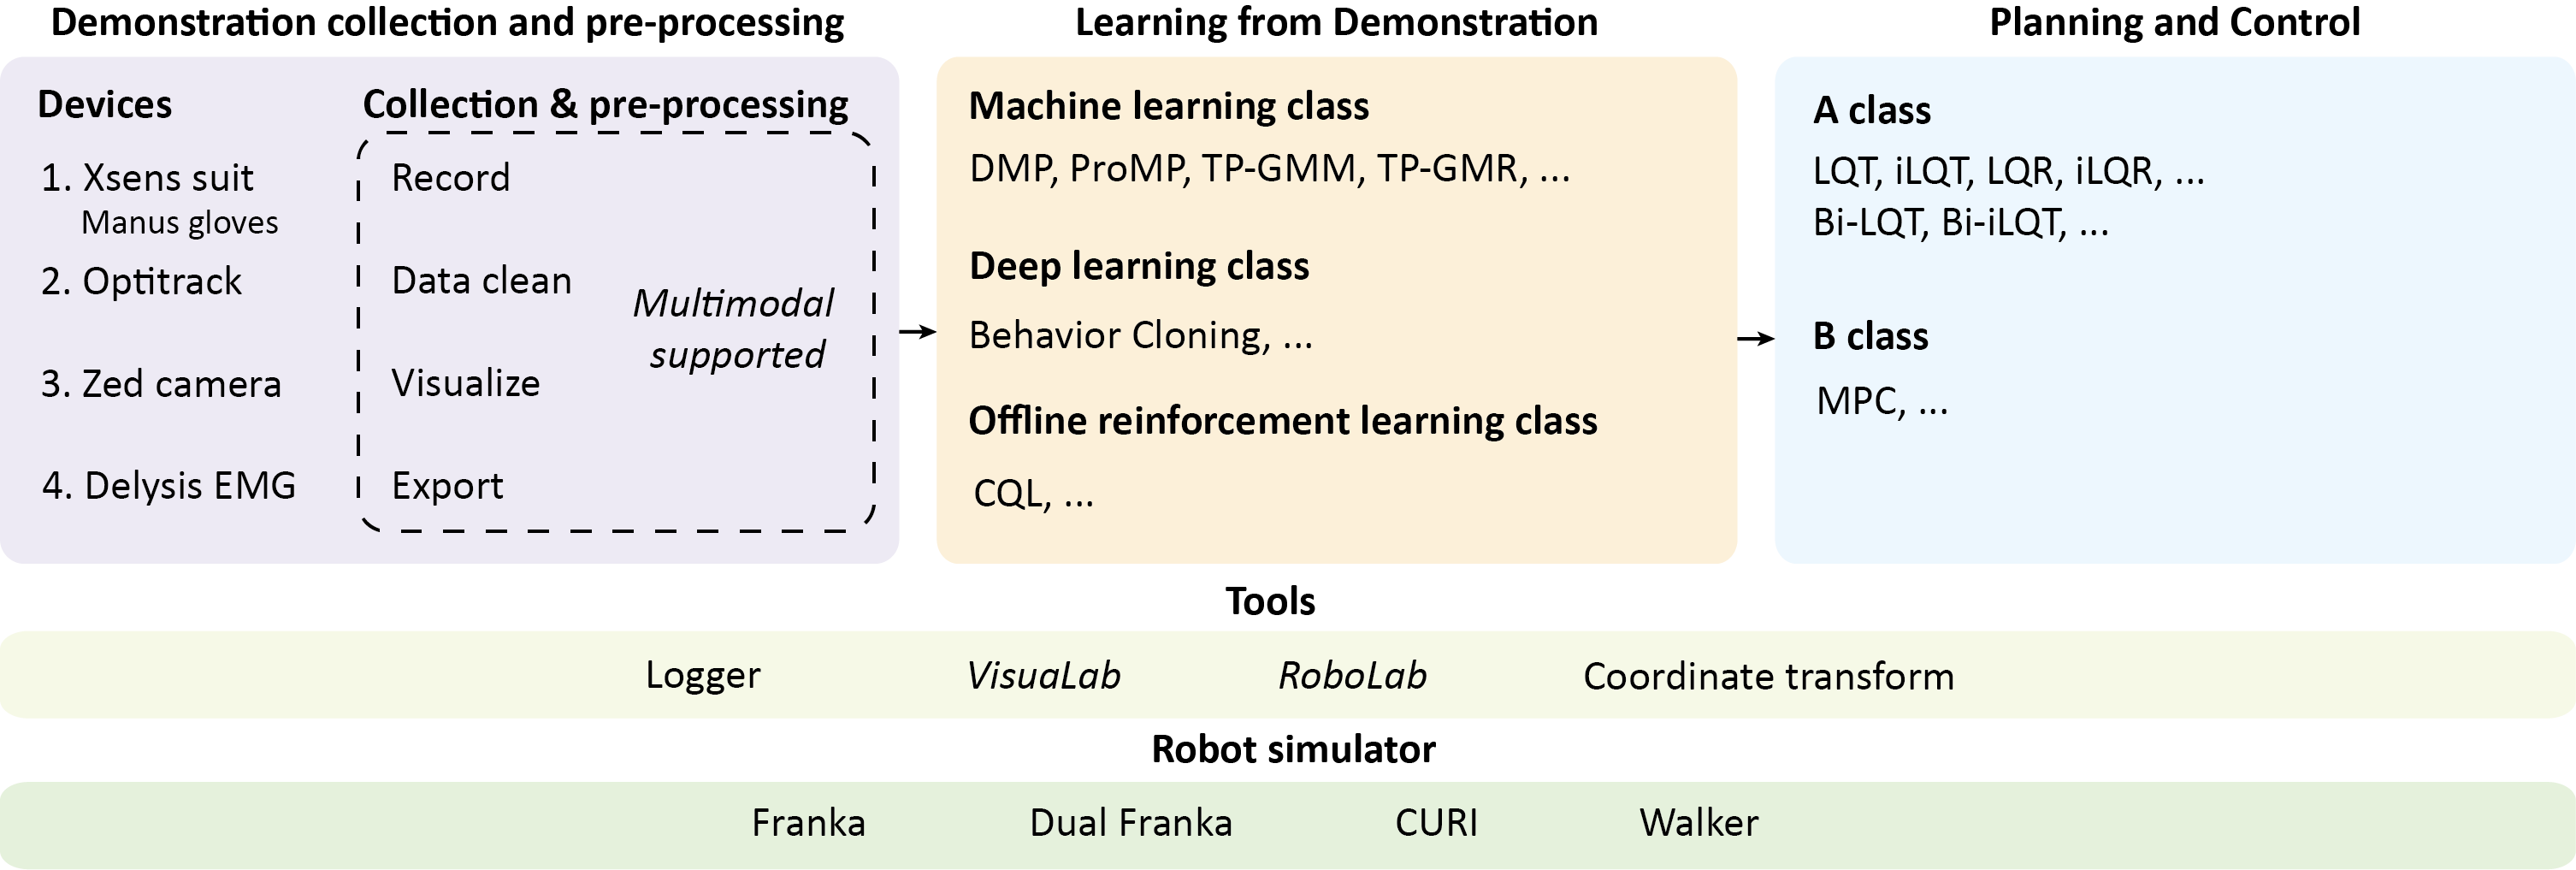 Demonstration collection and pre-processing
Devices
Collection & pre-processing
1. Xsens suit
Manus gloves
2. Optitrack
3. Zed camera
4. Delysis EMG
Record
Data clean
Visualize
Export
Multimodal
supported
Learning from Demonstration
Machine learning class
DMP, ProMP, TP-GMM, TP-GMR, ...
Deep learning class
Behavior Cloning, ...
Offline reinforcement learning class
CQL, ...
Planning and Control
A class
LQT, iLQT, LQR, iLQR, ...
Bi-LQT, Bi-iLQT, ...
B class
MPC, ...
Tools
Logger VisuaLab RoboLab Coordinate transform
Robot simulator
Franka Dual Franka CURI Walker